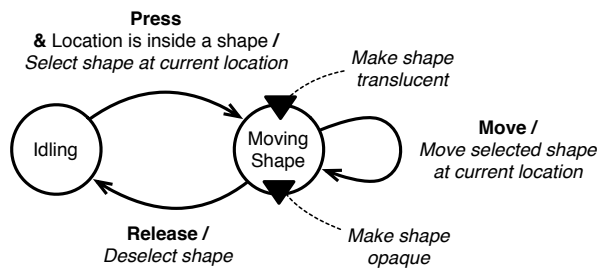 Press
& Location is inside a shape /
Select shape at current location
Make shape
translucent
Idling
Moving
Shape
Move /
Move selected shape
at current location
Release /
Deselect shape
Make shape
opaque